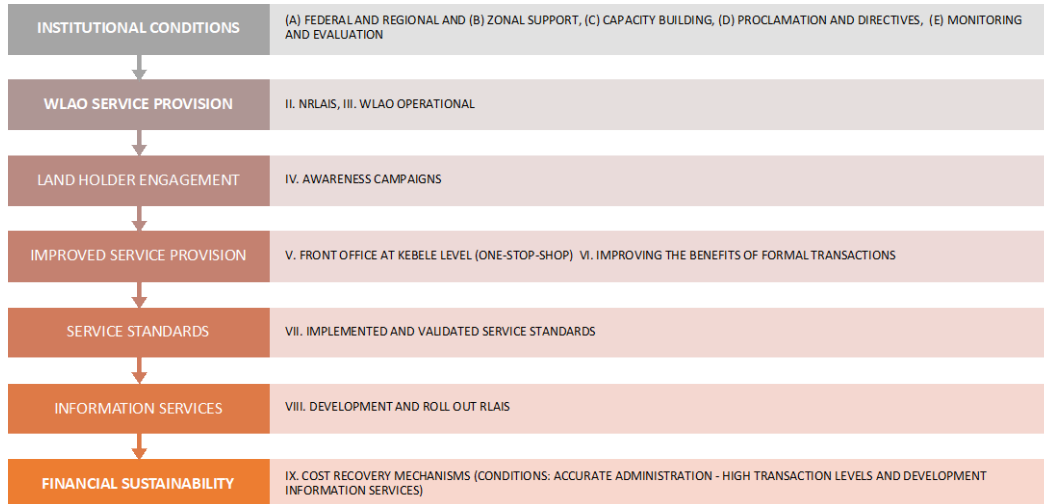 INSTITUTIONAL CONDITIONS
(A) FEDERAL AND REGIONAL AND (B) ZONAL SUPPORT, (C) CAPACITY BUILDING, (D) PROCLAMATION AND DIRECTIVES, (E) MONITORING
AND EVALUATION
WLAO SERVICE PROVISION
II. NRLAIS, III. WLAO OPERATIONAL
LAND HOLDER ENGAGEMENT
IV. AWARENESS CAMPAIGNS
IMPROVED SERVICE PROVISION
V. FRONT OFFICE AT KEBELE LEVEL (ONE-STOP-SHOP) VI. IMPROVING THE BENEFITS OF FORMAL TRANSACTIONS
SERVICE STANDARDS
VII. IMPLEMENTED AND VALIDATED SERVICE STANDARDS
INFORMATION SERVICES
VIII. DEVELOPMENT AND ROLL OUT RLAIS
FINANCIAL SUSTAINABILITY
IX. COST RECOVERY MECHANISMS (CONDITIONS: ACCURATE ADMINISTRATION - HIGH TRANSACTION LEVELS AND DEVELOPMENT
INFORMATION SERVICES)